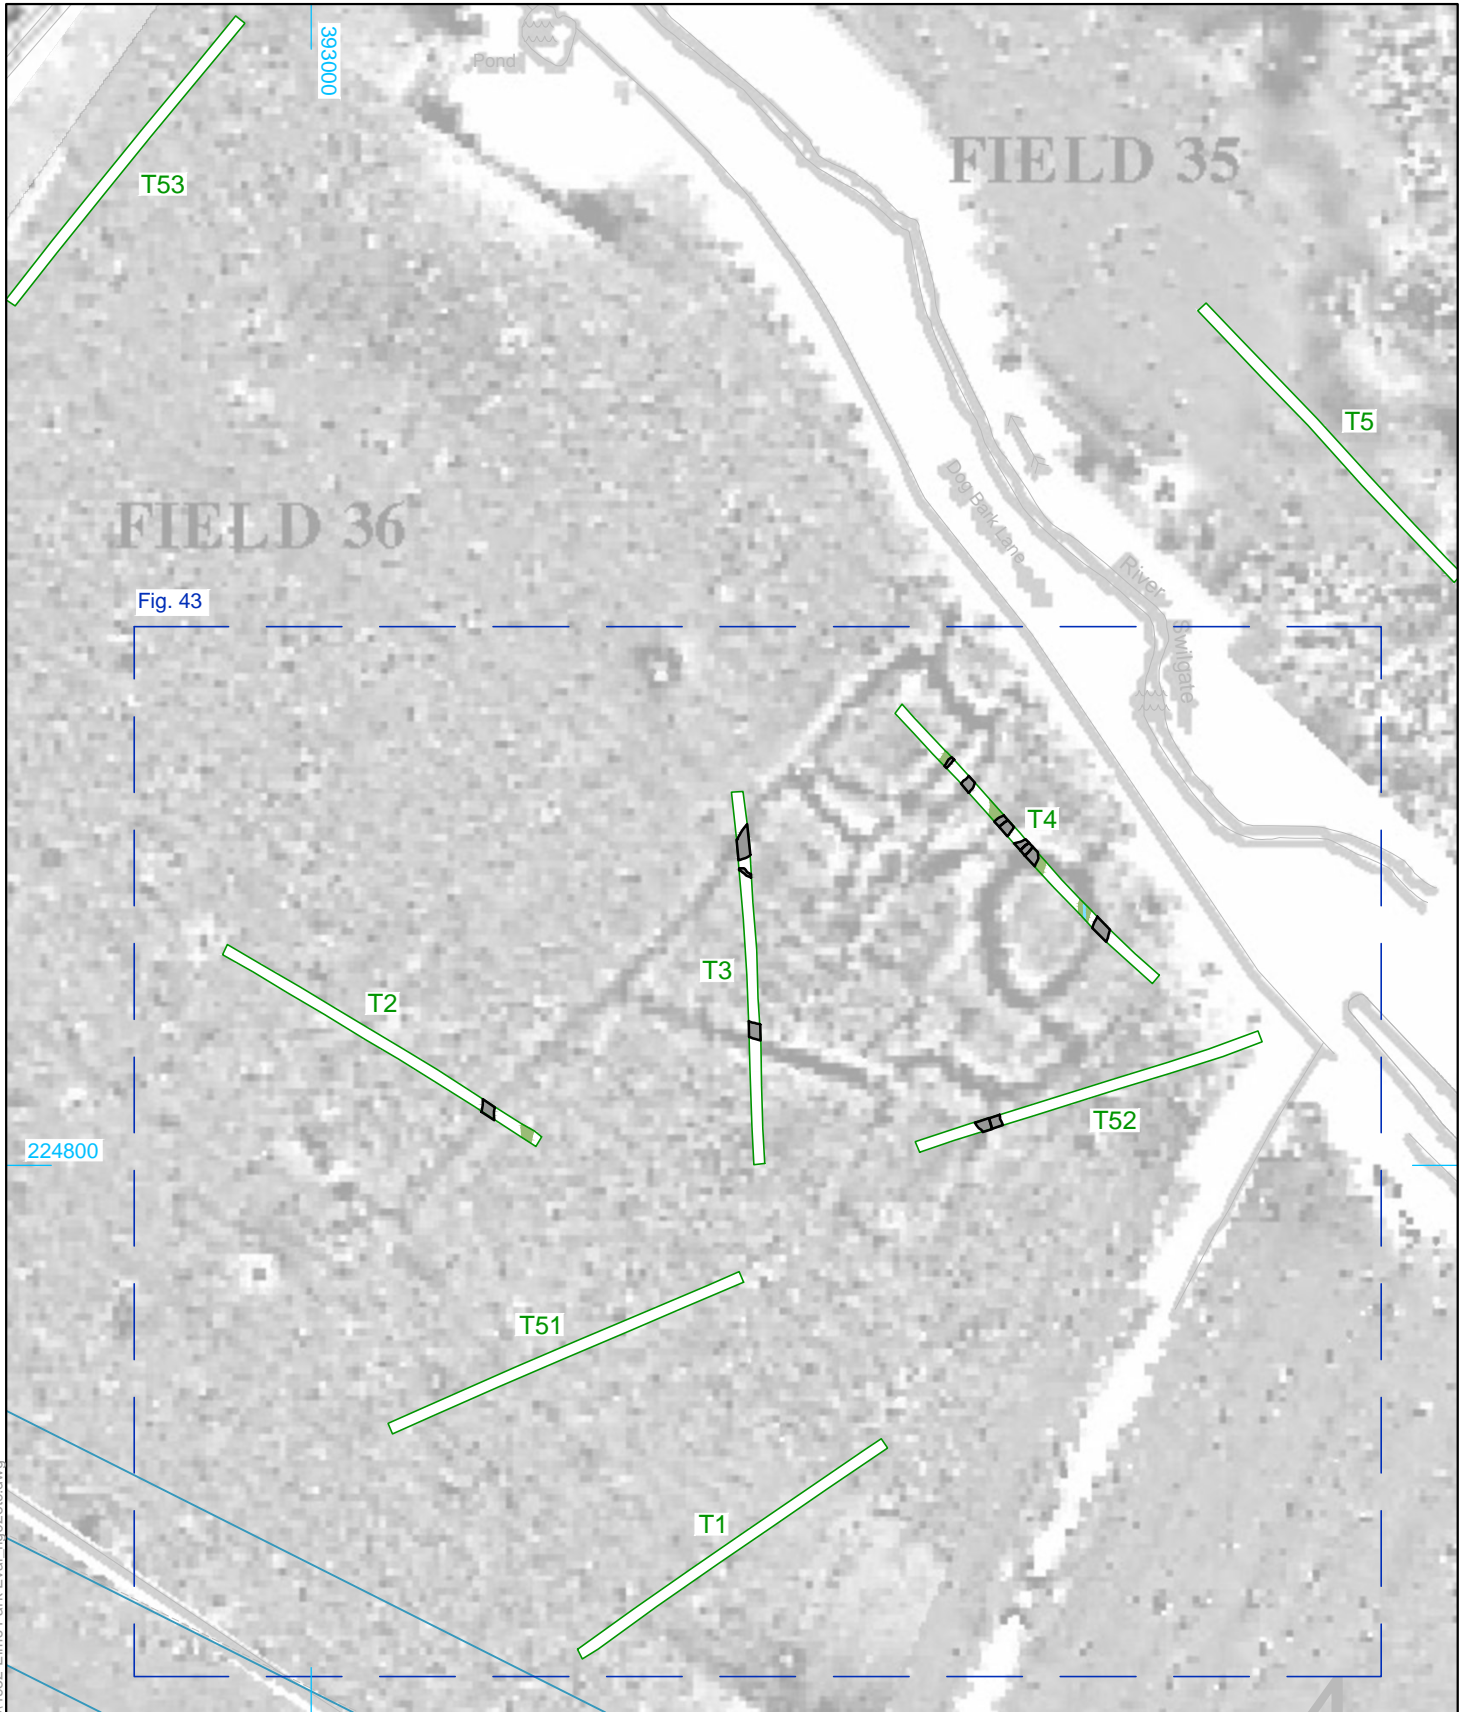 393000
Pond
FIELD 35
T53
T5
Dog Bark Lane
FIELD 36
River
Swilgate
Fig. 43
T4
T3
T2
T52
224800
T51
T1